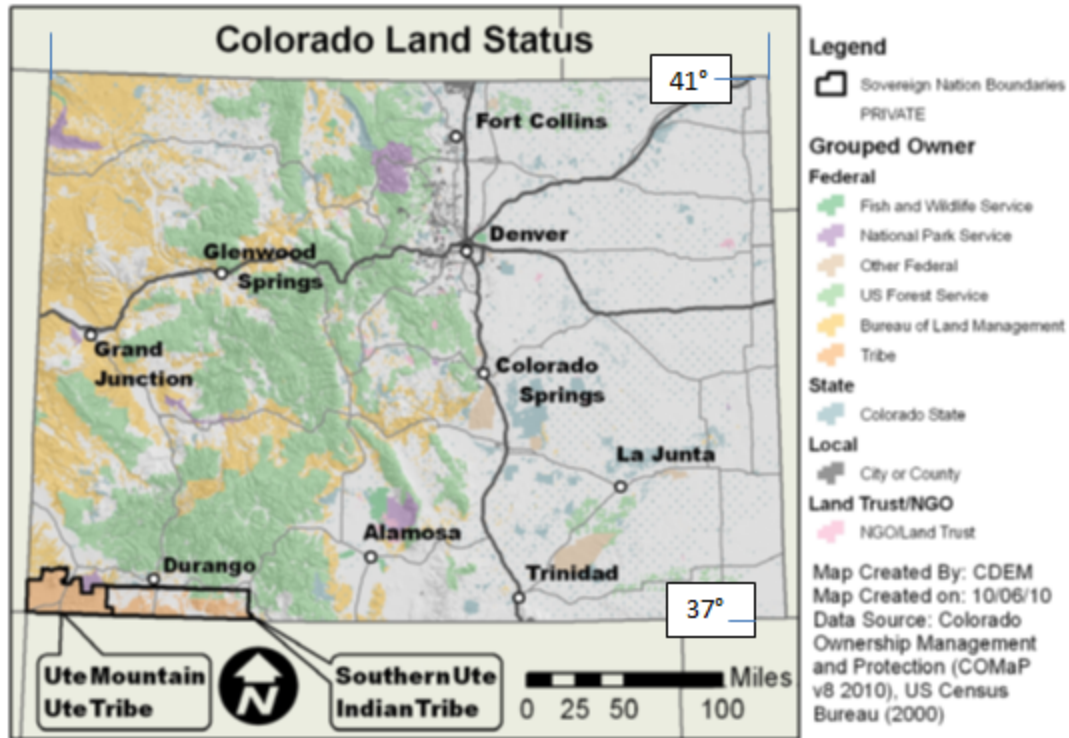 Colorado Land Status
41°
Fort Collins
Denver
Glenwood
Springs
Grand
Junction
Colorado
Springs
La Junta
Alamosa
Durango
Trinidad
37°
Ute Mountain
Ute Tribe
N
Southern Ute
Indian Tribe
Miles
0 25 50 100
Legend
Sovereign Nation Boundaries
PRIVATE
Grouped Owner
Federal
Fish and Wildlife Service
National Park Service
Other Federal
US Forest Service
Bureau of Land Management
Tribe
State
Colorado State
Local
City or County
Land Trust/NGO
NGO/Land Trust
Map Created By: CDEM
Map Created on: 10/06/10
Data Source: Colorado
Ownership Management
and Protection (COMaP
v8 2010), US Census
Bureau (2000)